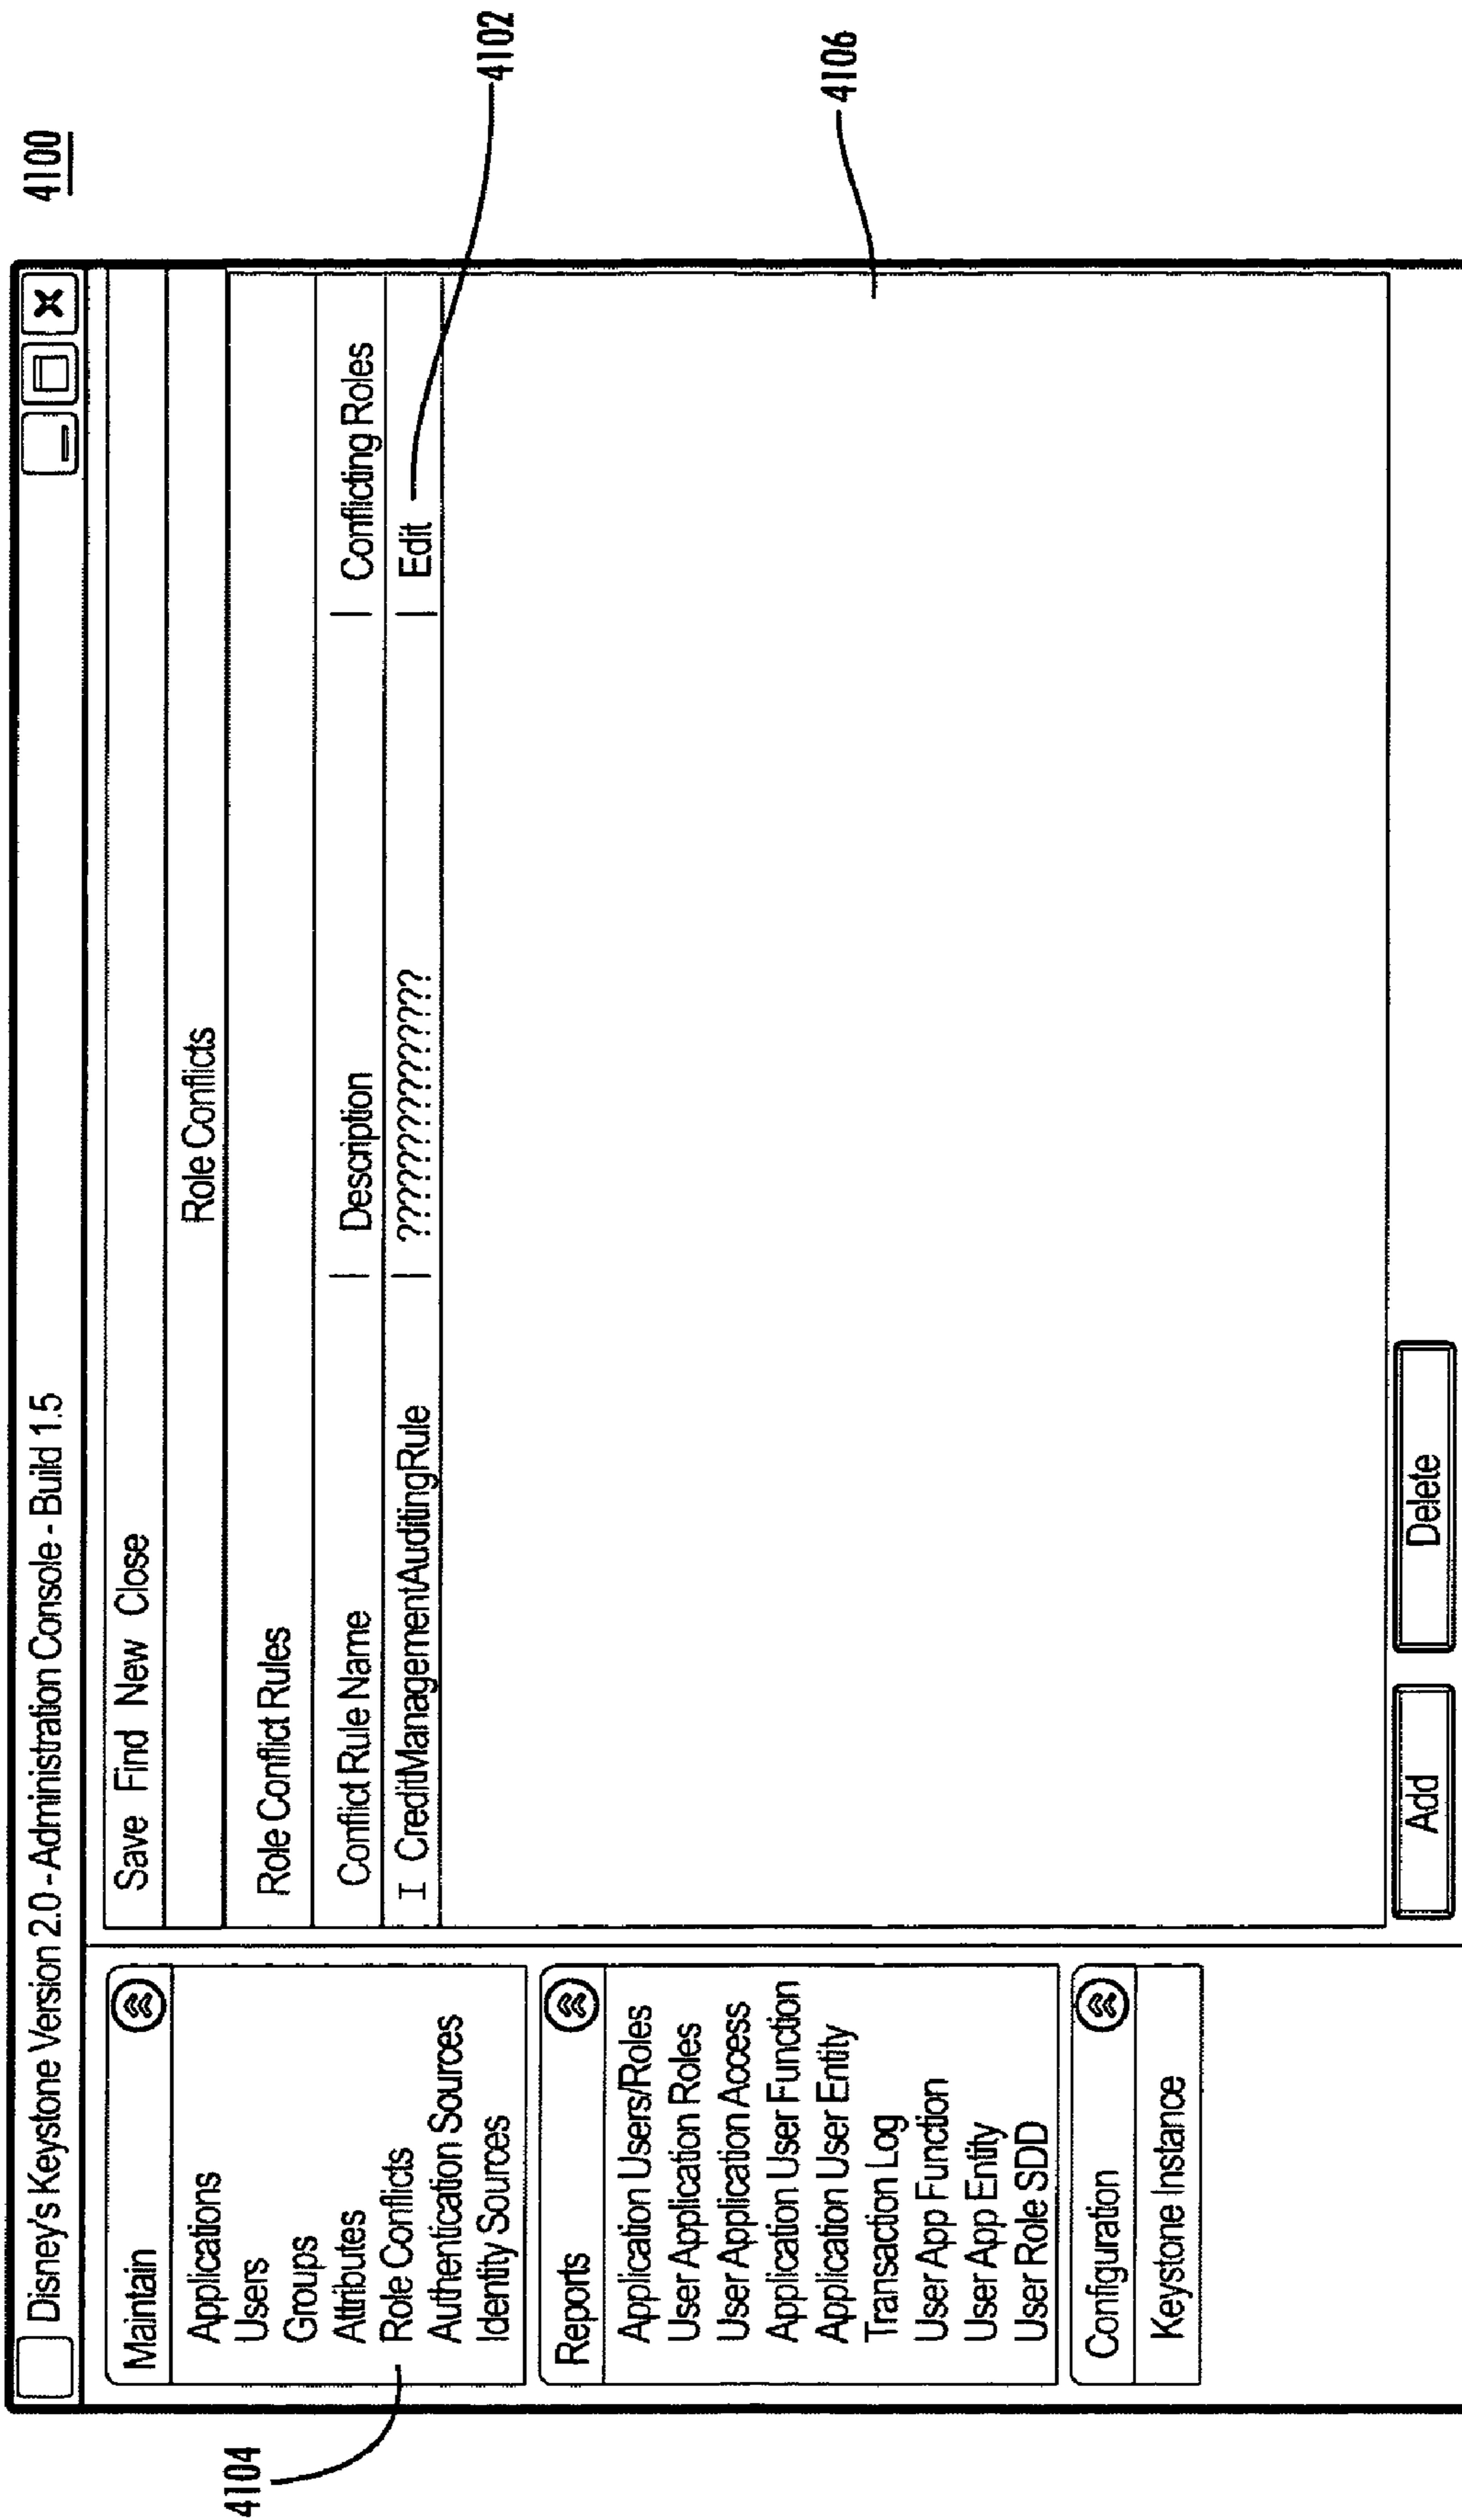 4100
Disney's Keystone Version 2.0 - Administration Console - Build 1.5
Maintain
Applications
Users
Groups
Attributes
Role Conflicts
Authentication Sources
Identity Sources
Reports
Application Users/Roles
User Application Roles
User Application Access
Application User Function
Application User Entity
Transaction Log
User App Function
User App Entity
User Role SDD
Configuration
Keystone Instance
Save Find New Close
Role Conflicts
Role Conflict Rules
Conflict Rule Name | Description | Conflicting Roles
I CreditManagementAuditingRule | ???????????????? | Edit
Add Delete
4102
4104
4106